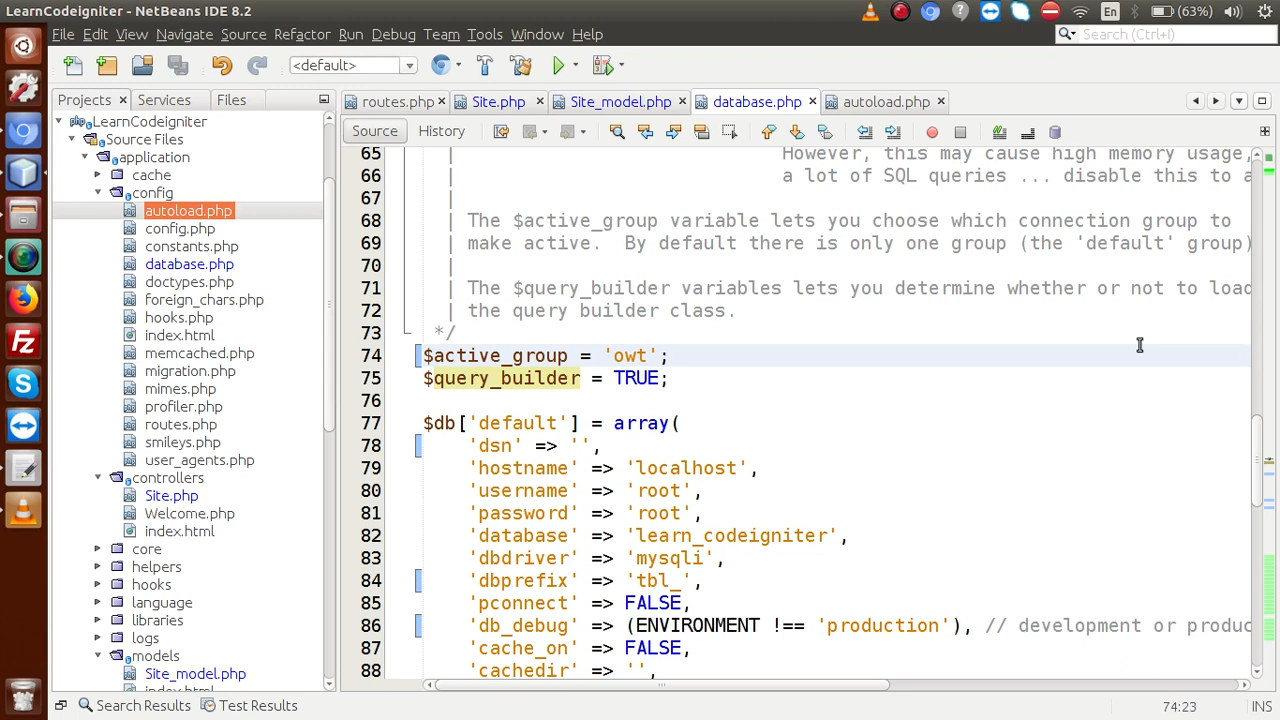 LearnCodeigniter - NetBeans IDE 8.2
En
(63%)
File Edit View Navigate Source Refactor Run Debug Team Tools Window Help
Search (Ctrl+I)
<default>
Projects
Services
Files
routes.php
Site.php
Site_model.php
database.php
autoload.php
Source
History
LearnCodeigniter
Source Files
application
cache
config
autoload.php
config.php
constants.php
database.php
doctypes.php
foreign_chars.php
hooks.php
index.html
memcached.php
migration.php
mimes.php
profiler.php
routes.php
smileys.php
user_agents.php
controllers
Site.php
Welcome.php
index.html
core
helpers
hooks
language
libraries
logs
models
Site_model.php
index.html
65 | However, this may cause high memory usage,
66 | a lot of SQL queries ... disable this to a
67 |
68 | The $active_group variable lets you choose which connection group to
69 | make active.  By default there is only one group (the 'default' group)
70 |
71 | The $query_builder variables lets you determine whether or not to load
72 | the query builder class.
73 */
74 $active_group = 'owt';
75 $query_builder = TRUE;
76
77 $db['default'] = array(
78 'dsn' => '',
79 'hostname' => 'localhost',
80 'username' => 'root',
81 'password' => 'root',
82 'database' => 'learn_codeigniter',
83 'dbdriver' => 'mysqli',
84 'dbprefix' => 'tbl_',
85 'pconnect' => FALSE,
86 'db_debug' => (ENVIRONMENT !== 'production'), // development or produc
87 'cache_on' => FALSE,
88 'cachedir' => '',
Search Results
Test Results
74:23
INS